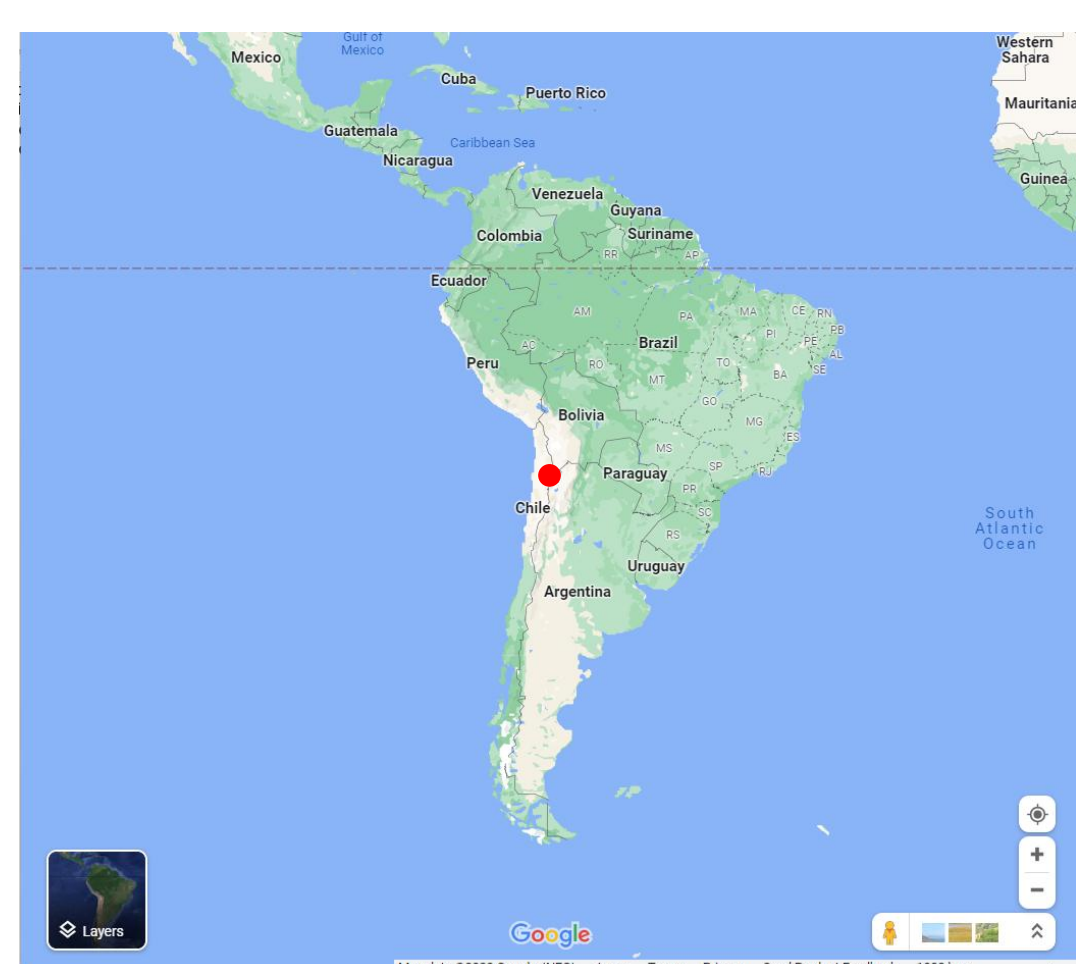 Gulf of
Mexico
Mexico
Western
Sahara
Cuba
Puerto Rico
Mauritania
Guatemala
Caribbean Sea
Nicaragua
Guinea
Venezuela
Guyana
Colombia
Suriname
RR
AP
Ecuador
AM
PA
MA
CE
RN
PI
PB
PE
AL
Brazil
AC
Peru
RO
TO
SE
MT
BA
GO
Bolivia
MG
ES
MS
SP
RJ
Paraguay
PR
Chile
SC
South
Atlantic
Ocean
RS
Uruguay
Argentina
Layers
Google